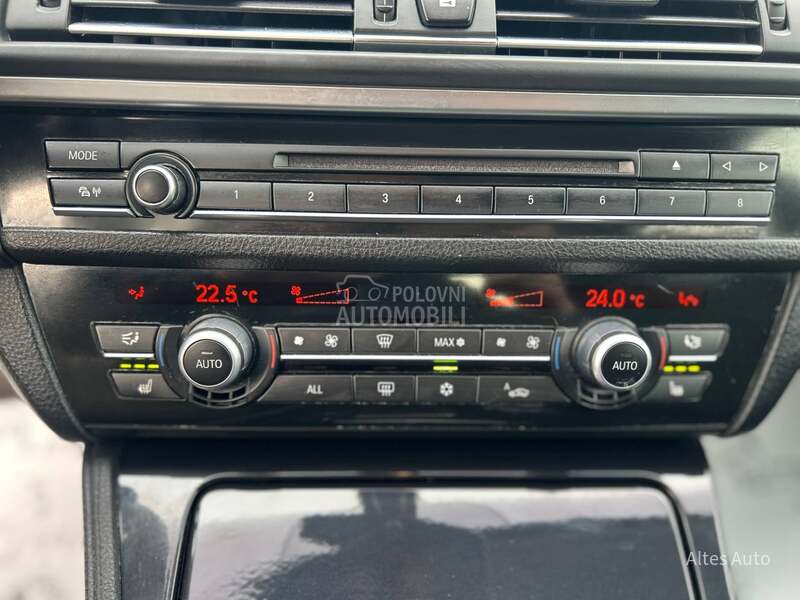 MODE
1 2 3 4 5 6 7 8
22.5 °C
24.0 °C
POLOVNI
AUTOMOBILI
MAX
AUTO
AUTO
ALL
A
Altes Auto